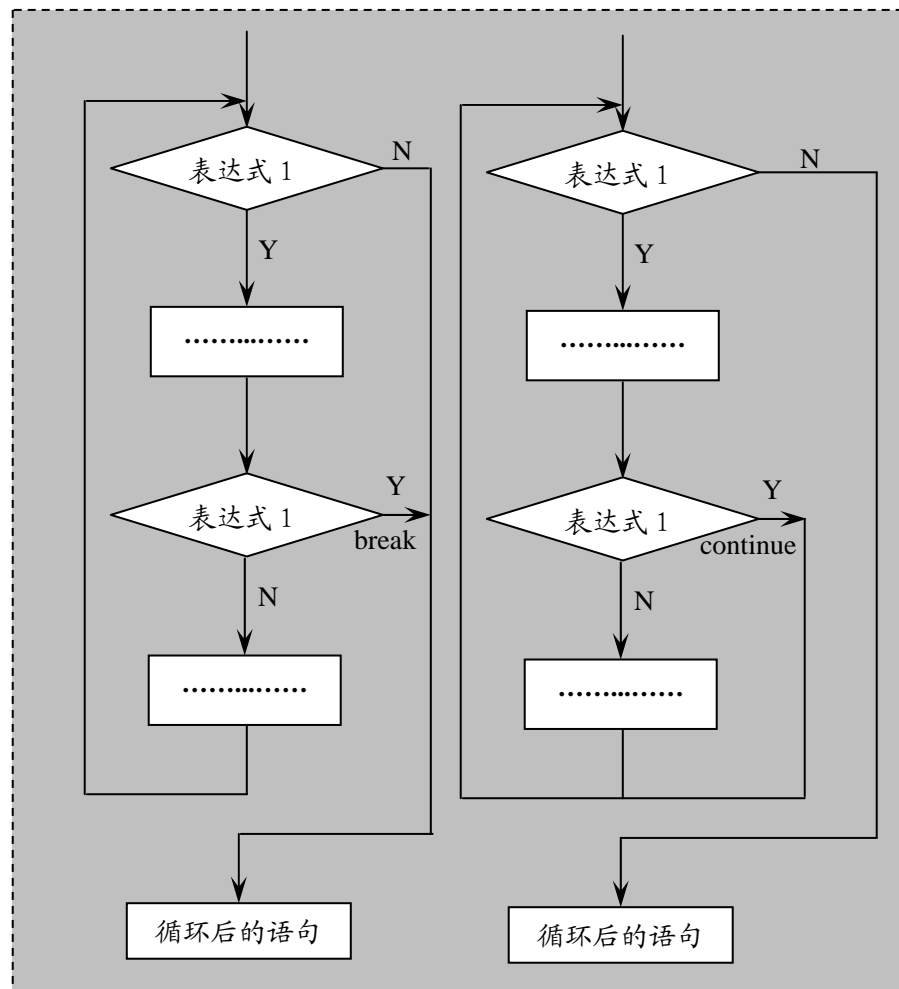 表达式 1
N
Y
………...……
表达式 1
Y
break
N
………...……
循环后的语句
表达式 1
N
Y
………...……
表达式 1
Y
continue
N
………...……
循环后的语句